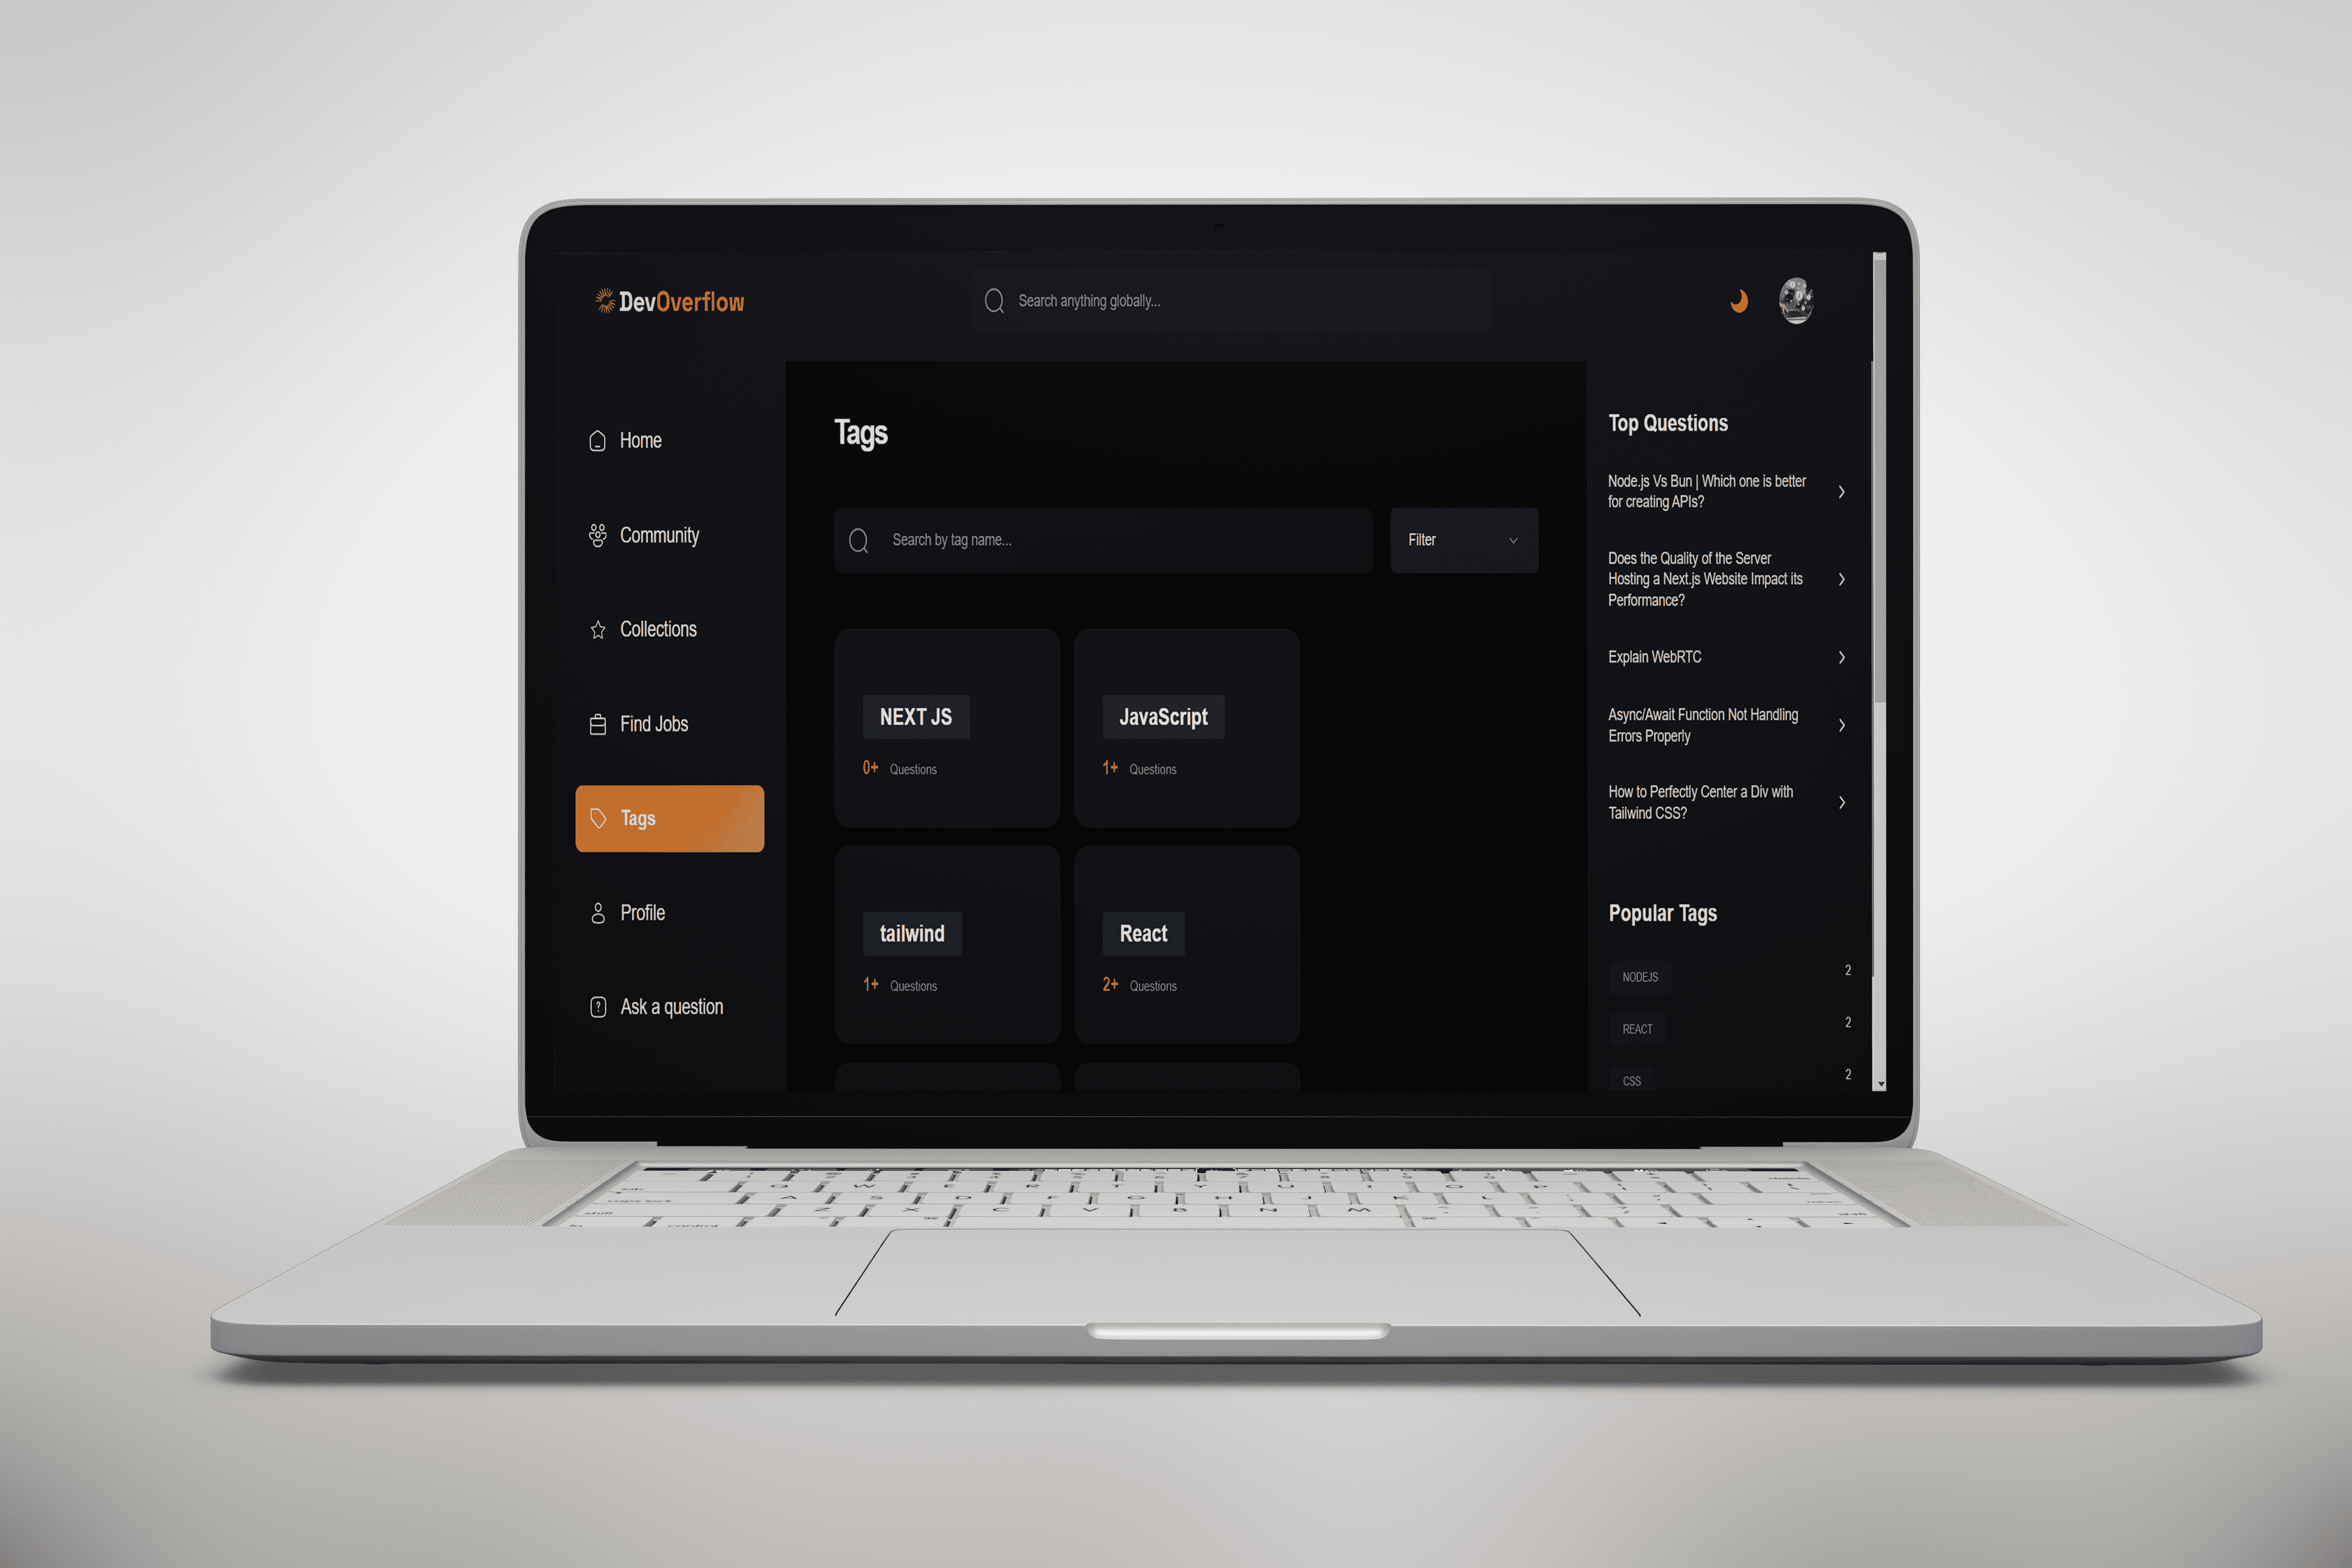 DevOverflow
Search anything globally...
Home
Community
Collections
Find Jobs
Tags
Profile
Ask a question
Tags
Search by tag name...
Filter
NEXT JS
0+ Questions
JavaScript
1+ Questions
tailwind
1+ Questions
React
2+ Questions
Top Questions
Node.js Vs Bun | Which one is better
for creating APIs?
Does the Quality of the Server
Hosting a Next.js Website Impact its
Performance?
Explain WebRTC
Async/Await Function Not Handling
Errors Properly
How to Perfectly Center a Div with
Tailwind CSS?
Popular Tags
NODEJS 2
REACT 2
CSS 2
Q W E R T Y U I O P
A S D F G H J K L
Z X C V B N M